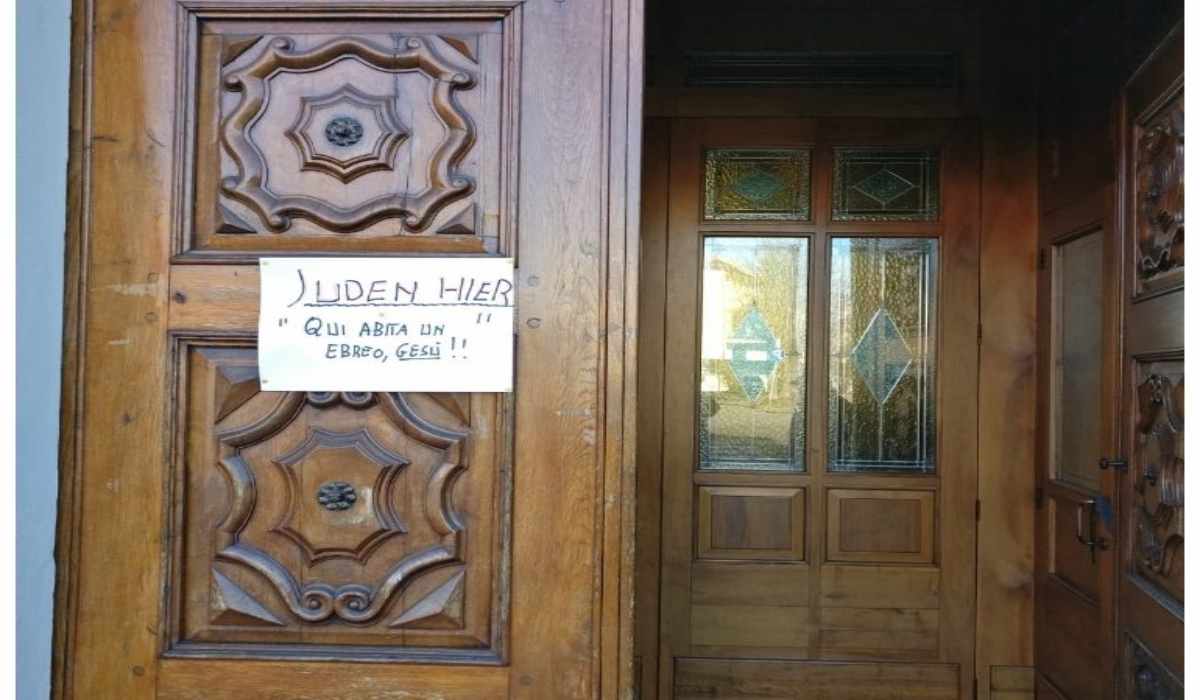 JUDEN HIER
" QUI ABITA UN "
EBREO, GESÙ !!